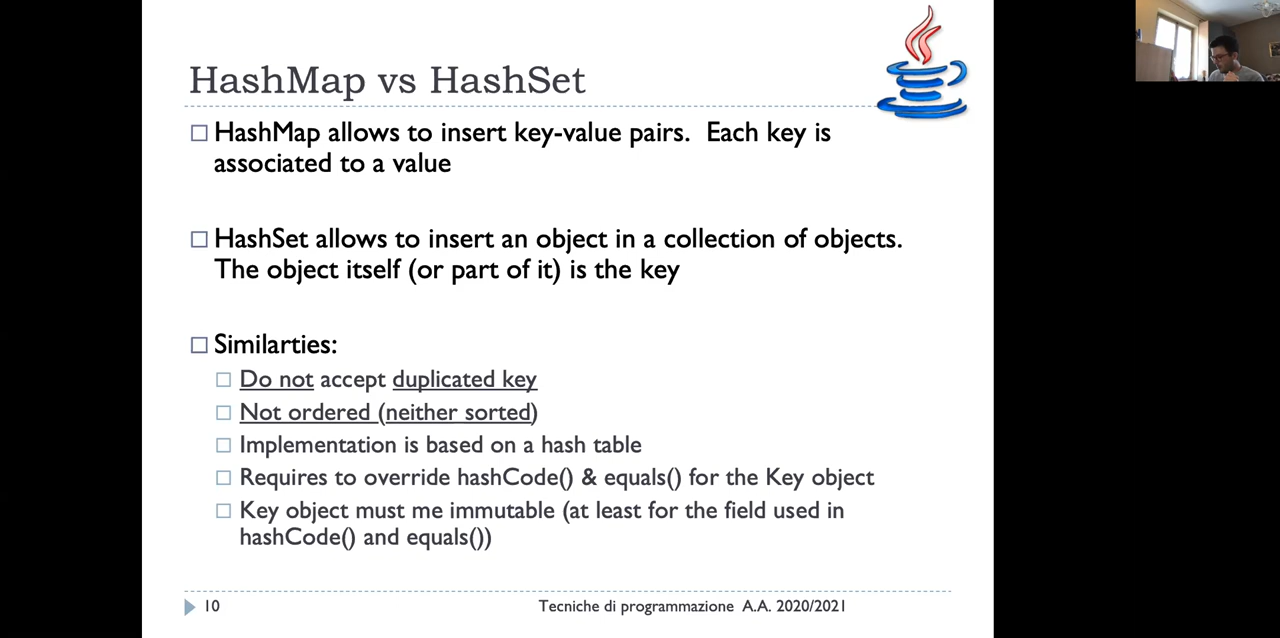 HashMap vs HashSet
HashMap allows to insert key-value pairs. Each key is
associated to a value
HashSet allows to insert an object in a collection of objects.
The object itself (or part of it) is the key
Similarties:
Do not accept duplicated key
Not ordered (neither sorted)
Implementation is based on a hash table
Requires to override hashCode() & equals() for the Key object
Key object must me immutable (at least for the field used in
hashCode() and equals())
10
Tecniche di programmazione A.A. 2020/2021